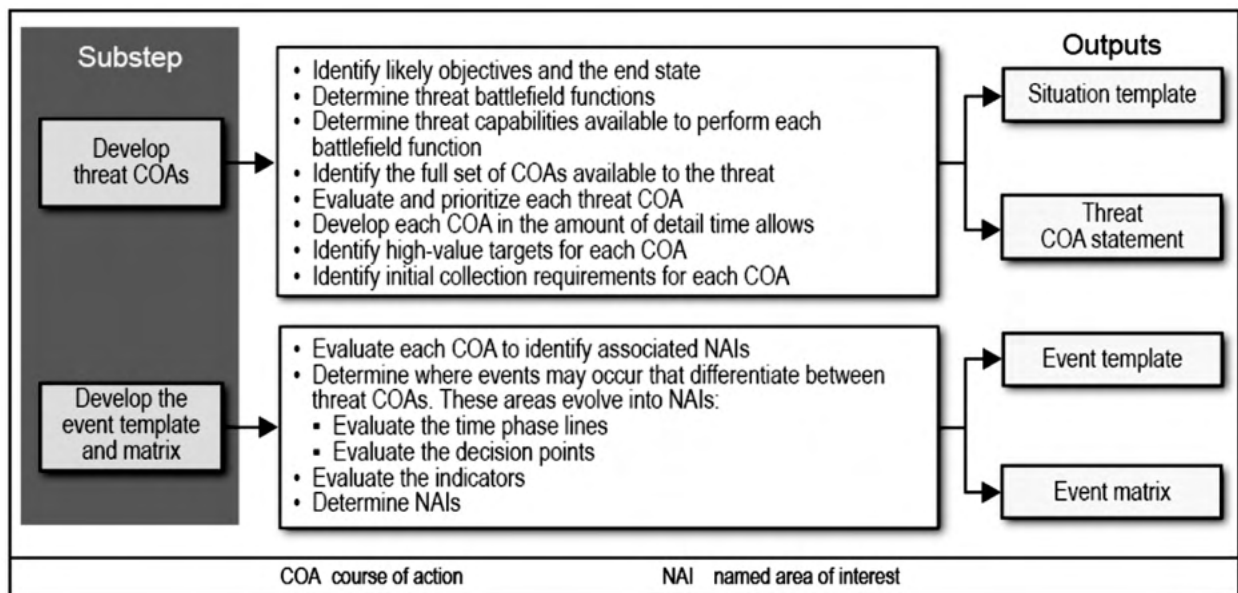 Substep
Outputs
Develop
threat COAs
• Identify likely objectives and the end state
• Determine threat battlefield functions
• Determine threat capabilities available to perform each
battlefield function
• Identify the full set of COAs available to the threat
• Evaluate and prioritize each threat COA
• Develop each COA in the amount of detail time allows
• Identify high-value targets for each COA
• Identify initial collection requirements for each COA
Situation template
Threat
COA statement
Develop the
event template
and matrix
• Evaluate each COA to identify associated NAIs
• Determine where events may occur that differentiate between
threat COAs. These areas evolve into NAIs:
▪ Evaluate the time phase lines
▪ Evaluate the decision points
• Evaluate the indicators
• Determine NAIs
Event template
Event matrix
COA course of action NAI named area of interest